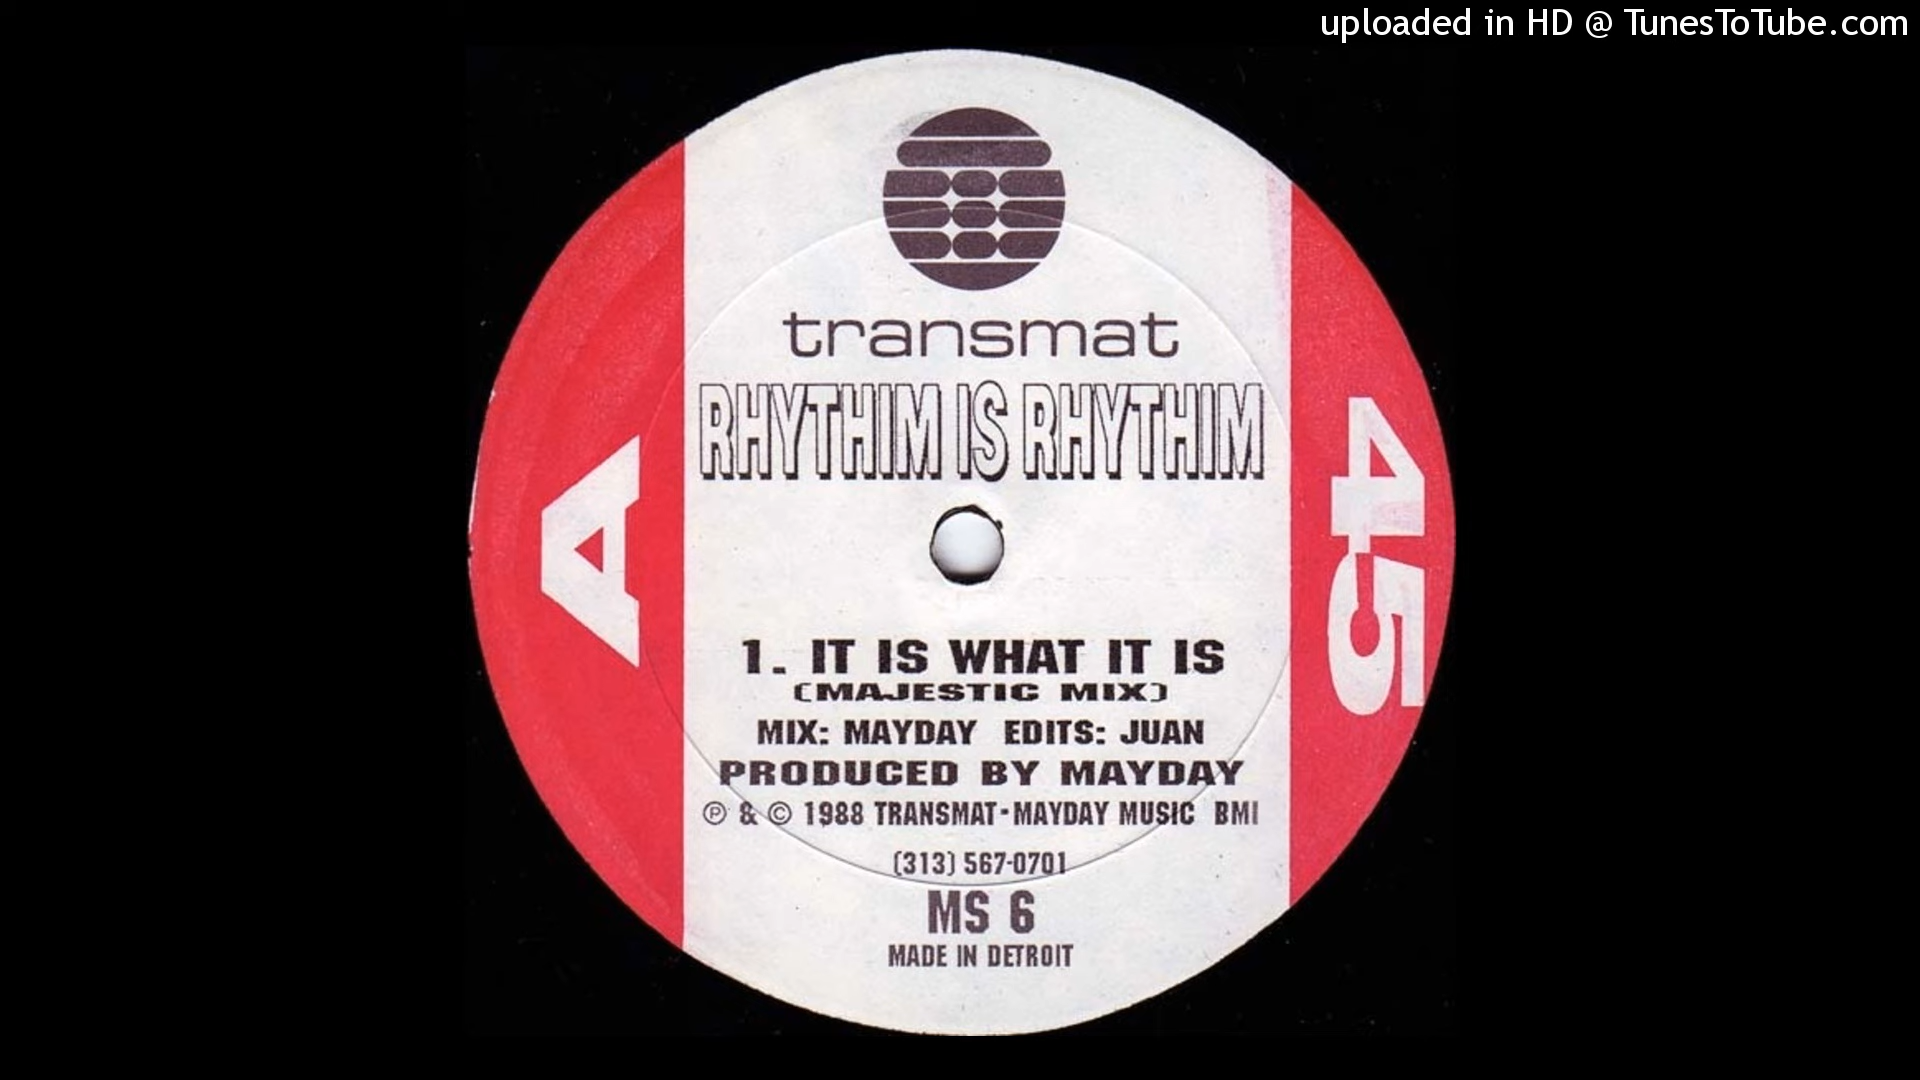 uploaded in HD @ TunesToTube.com
transmat
RHYTHIM IS RHYTHIM
A
45
1. IT IS WHAT IT IS
(MAJESTIC MIX)
MIX: MAYDAY EDITS: JUAN
PRODUCED BY MAYDAY
℗ & © 1988 TRANSMAT-MAYDAY MUSIC BMI
(313) 567-0701
MS 6
MADE IN DETROIT